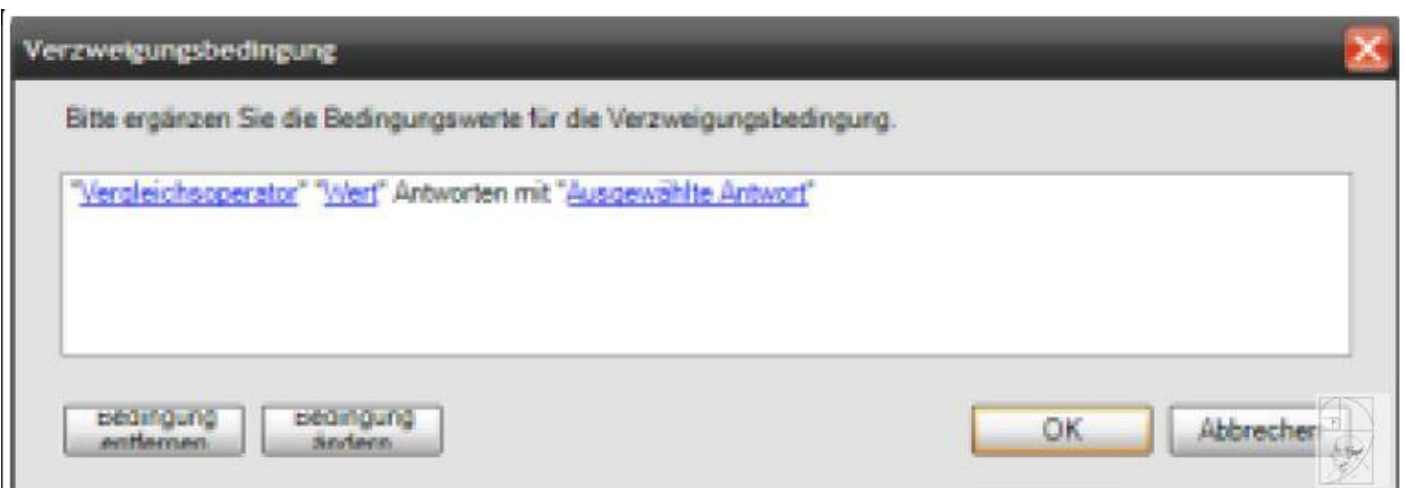 Verzweigungsbedingung
Bitte ergänzen Sie die Bedingungswerte für die Verzweigungsbedingung.
"Vergleichsoperator" "Wert" Antworten mit "Ausgewählte Antwort"
Bedingung
entfernen
Bedingung
ändern
OK
Abbrechen